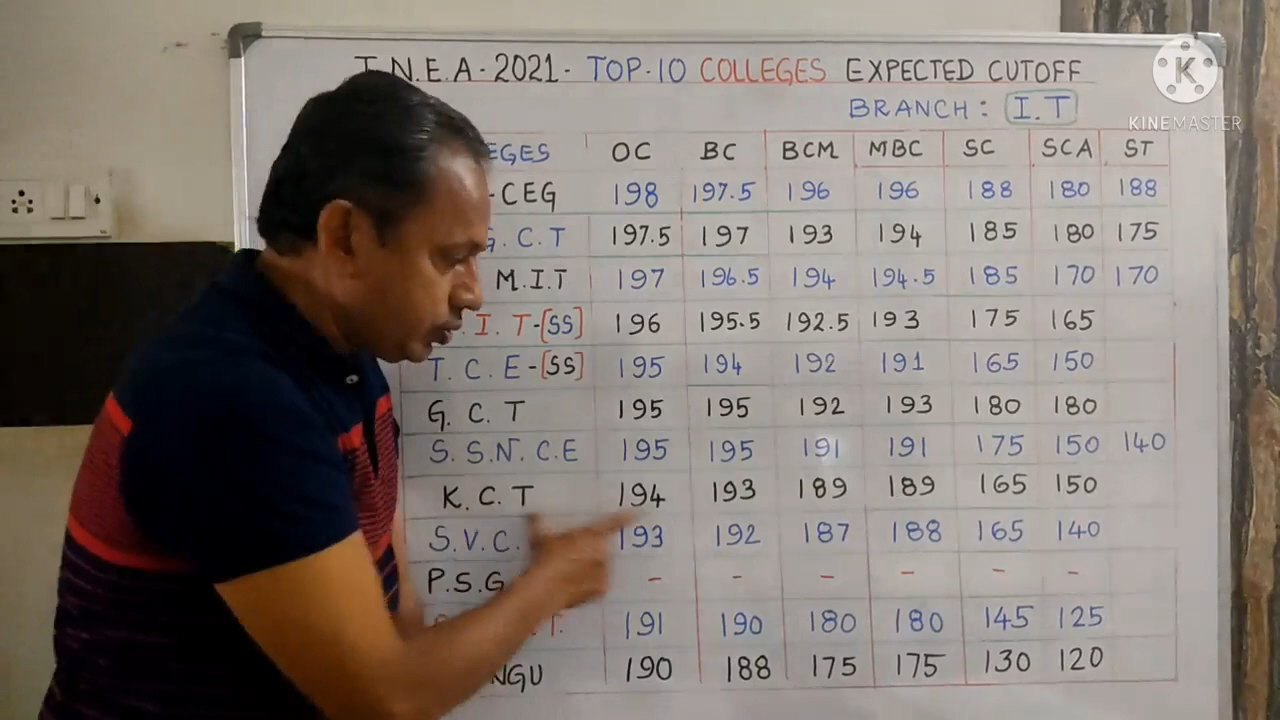 T.N.E.A-2021- TOP-10 COLLEGES EXPECTED CUTOFF
BRANCH: I.T
K
KINEMASTER
EGES OC BC BCM MBC SC SCA ST
-CEG 198 197.5 196 196 188 180 188
G.C.T 197.5 197 193 194 185 180 175
M.I.T 197 196.5 194 194.5 185 170 170
.I.T-[SS] 196 195.5 192.5 193 175 165
T.C.E-[SS] 195 194 192 191 165 150
G.C.T 195 195 192 193 180 180
S.S.N.C.E 195 195 191 191 175 150 140
K.C.T 194 193 189 189 165 150
S.V.C. 193 192 187 188 165 140
P.S.G - - - - - -
T. 191 190 180 180 145 125
NGU 190 188 175 175 130 120